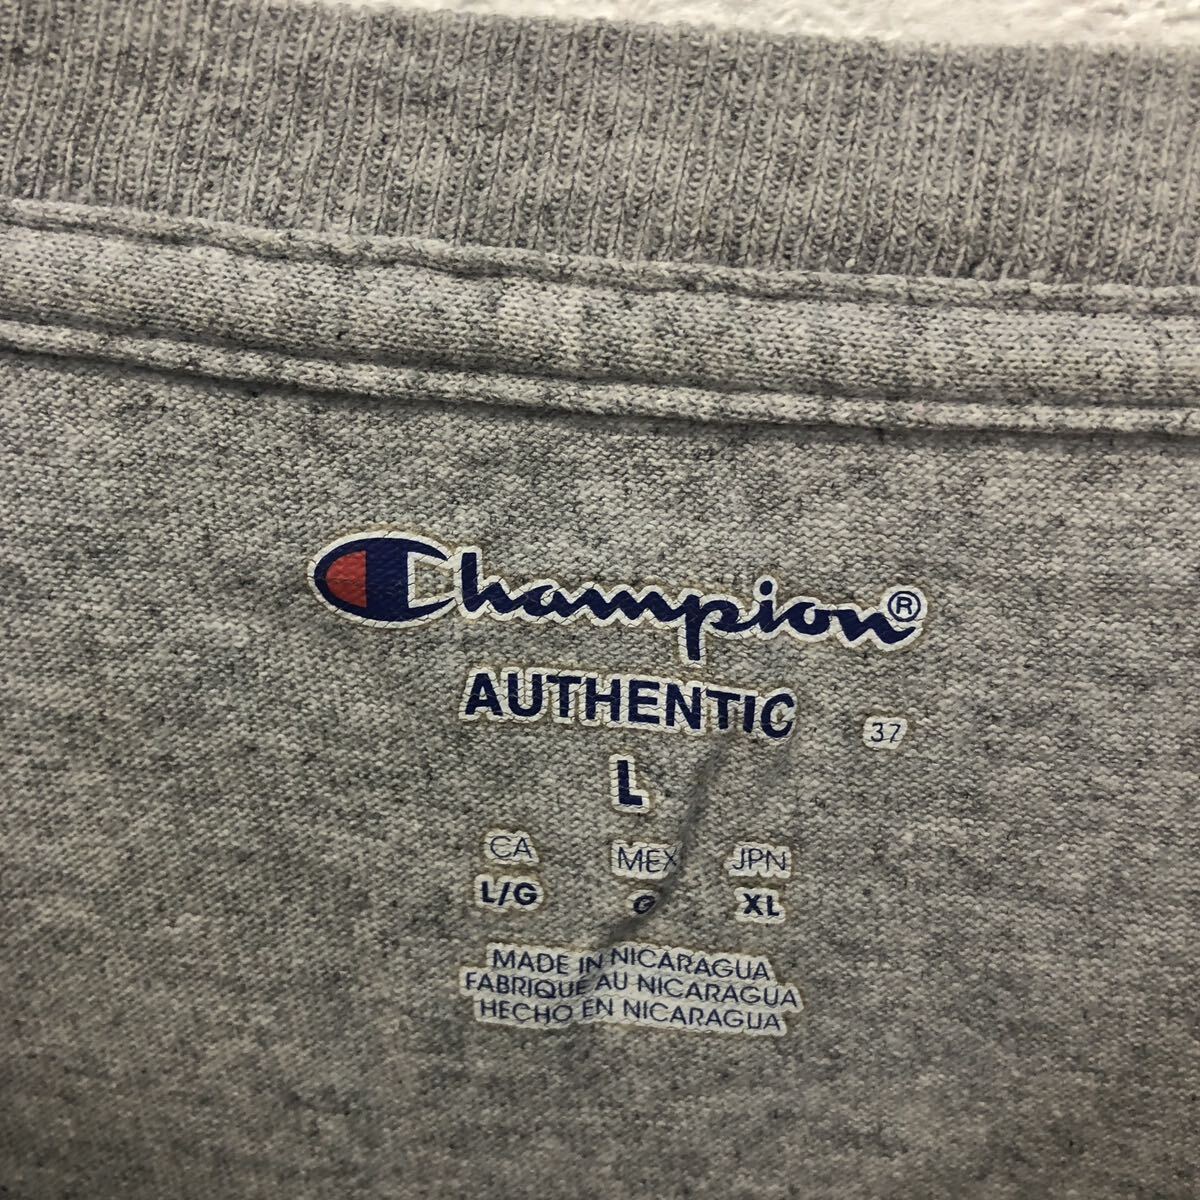 Champion®
AUTHENTIC
37
L
CA MEX JPN
L/G G XL
MADE IN NICARAGUA
FABRIQUE AU NICARAGUA
HECHO EN NICARAGUA